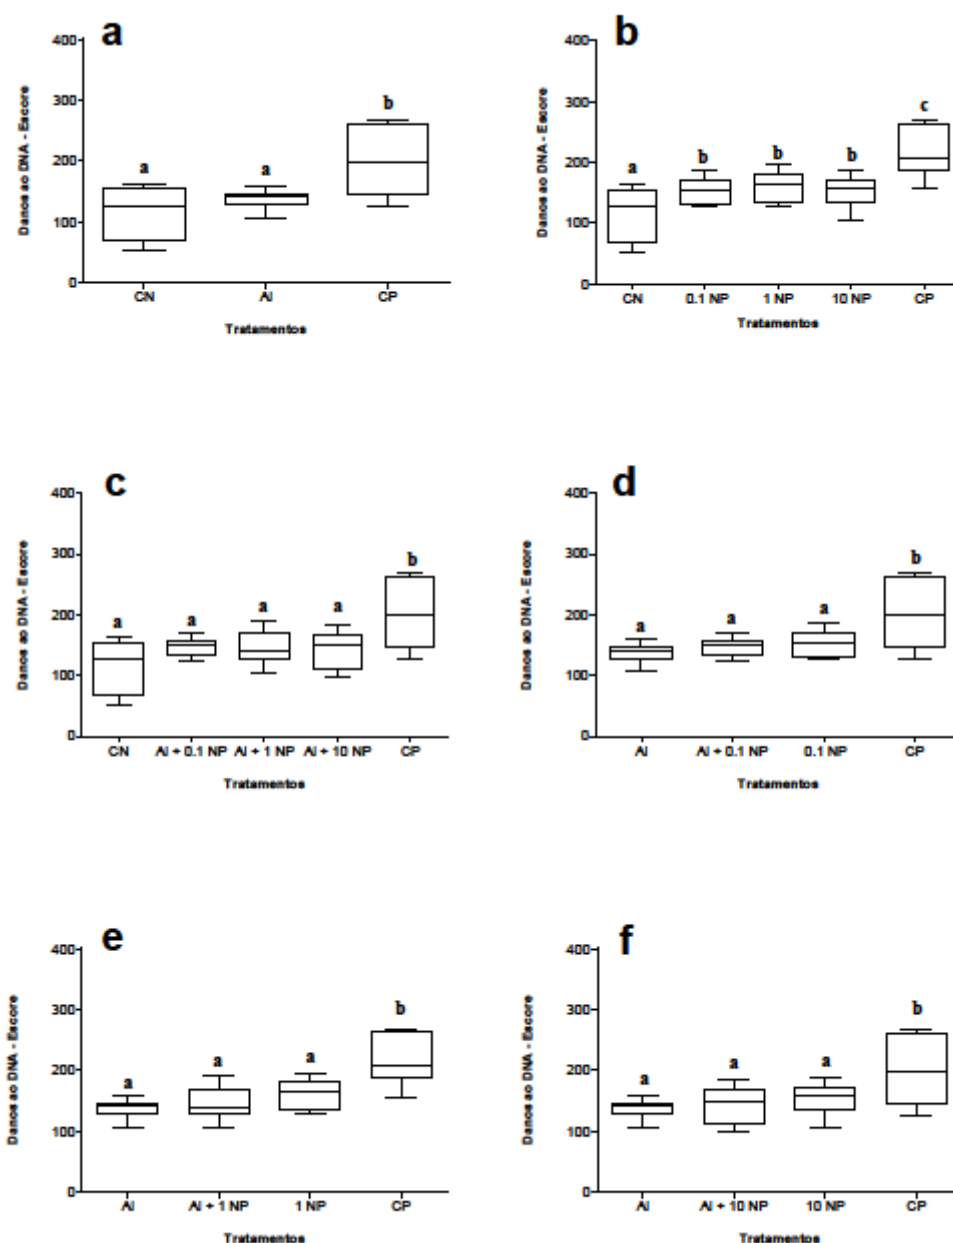 a
400
300
200
100
0
Danos ao DNA - Escore
a
a
b
CN
Al
CP
Tratamentos
b
400
300
200
100
0
Danos ao DNA - Escore
a
b
b
b
c
CN
0.1 NP
1 NP
10 NP
CP
Tratamentos
c
400
300
200
100
0
Danos ao DNA - Escore
a
a
a
a
b
CN
Al + 0.1 NP
Al + 1 NP
Al + 10 NP
CP
Tratamentos
d
400
300
200
100
0
Danos ao DNA - Escore
a
a
a
b
Al
Al + 0.1 NP
0.1 NP
CP
Tratamentos
e
400
300
200
100
0
Danos ao DNA - Escore
a
a
a
b
Al
Al + 1 NP
1 NP
CP
Tratamentos
f
400
300
200
100
0
Danos ao DNA - Escore
a
a
a
b
Al
Al + 10 NP
10 NP
CP
Tratamentos